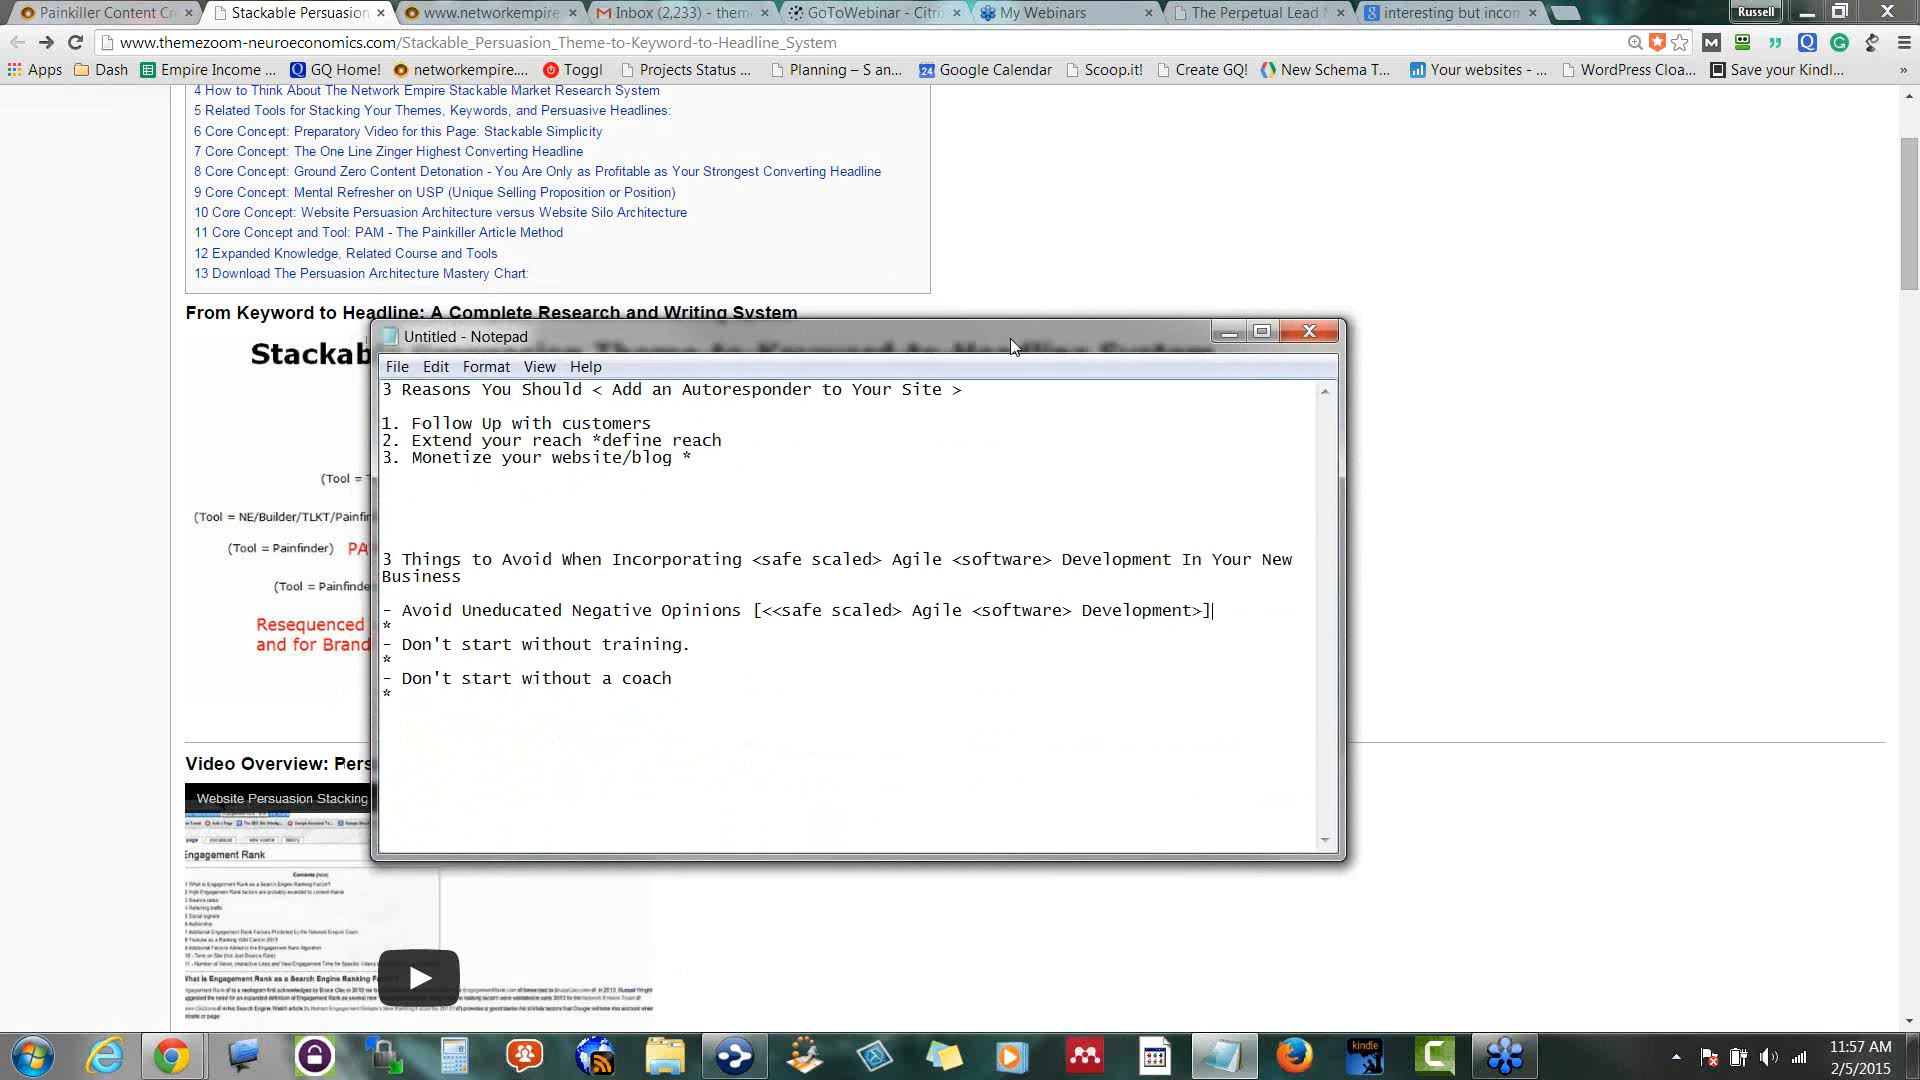 Painkiller Content Cr
Stackable Persuasion
www.networkempire
Inbox (2,233) - them
GoToWebinar - Citri
My Webinars
The Perpetual Lead
interesting but incon
Russell
www.themezoom-neuroeconomics.com/Stackable_Persuasion_Theme-to-Keyword-to-Headline_System
Apps
Dash
Empire Income ...
GQ Home!
networkempire....
Toggl
Projects Status ...
Planning – S an...
Google Calendar
Scoop.it!
Create GQ!
New Schema T...
Your websites - ...
WordPress Cloa...
Save your Kindl...
»
4 How to Think About The Network Empire Stackable Market Research System
5 Related Tools for Stacking Your Themes, Keywords, and Persuasive Headlines:
6 Core Concept: Preparatory Video for this Page: Stackable Simplicity
7 Core Concept: The One Line Zinger Highest Converting Headline
8 Core Concept: Ground Zero Content Detonation - You Are Only as Profitable as Your Strongest Converting Headline
9 Core Concept: Mental Refresher on USP (Unique Selling Proposition or Position)
10 Core Concept: Website Persuasion Architecture versus Website Silo Architecture
11 Core Concept and Tool: PAM - The Painkiller Article Method
12 Expanded Knowledge, Related Course and Tools
13 Download The Persuasion Architecture Mastery Chart:
From Keyword to Headline: A Complete Research and Writing System
Stackab
(Tool = T
(Tool = NE/Builder/TLKT/Painfin
(Tool = Painfinder) PA
(Tool = Painfinde
Resequenced
and for Brand
Untitled - Notepad
File Edit Format View Help
3 Reasons You Should < Add an Autoresponder to Your Site >
1. Follow Up with customers
2. Extend your reach *define reach
3. Monetize your website/blog *
3 Things to Avoid When Incorporating <safe scaled> Agile <software> Development In Your New
Business
- Avoid Uneducated Negative Opinions [<<safe scaled> Agile <software> Development>]
*
- Don't start without training.
*
- Don't start without a coach
*
Video Overview: Pers
Website Persuasion Stacking
Engagement Rank
What is Engagement Rank as a Search Engine Ranking F
kindle
11:57 AM
2/5/2015